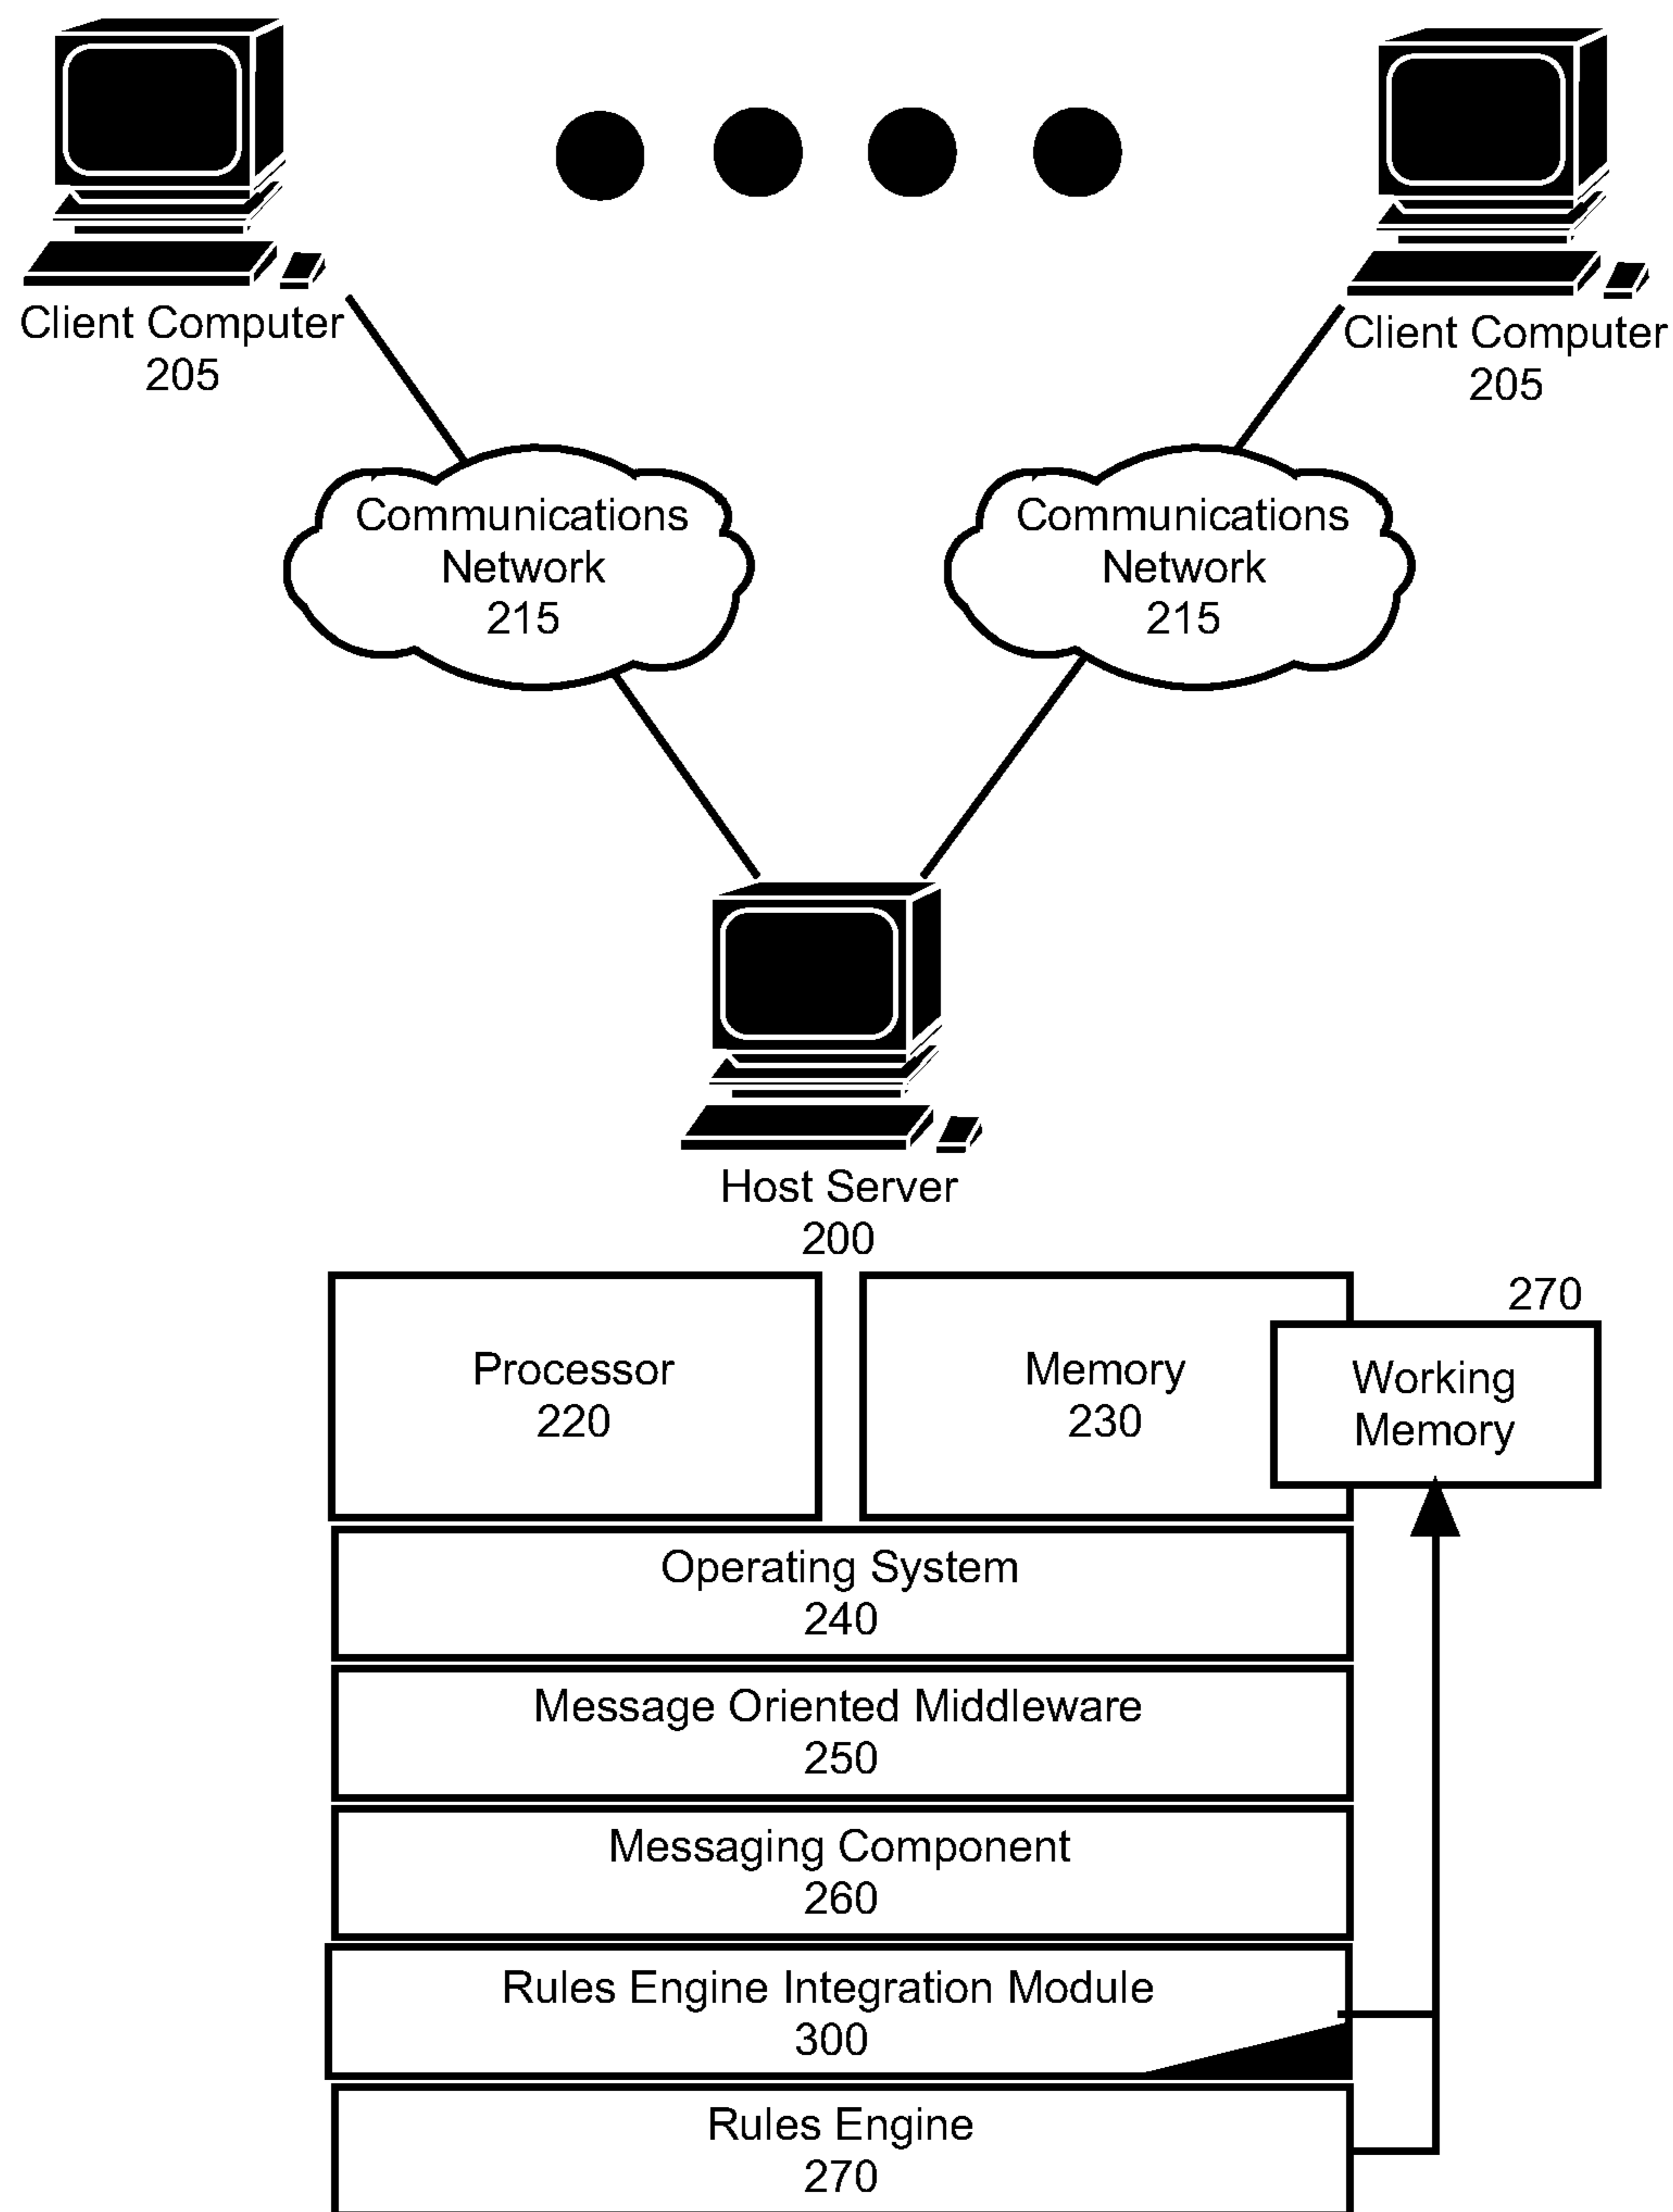 Client Computer
205
Client Computer
205
Communications
Network
215
Communications
Network
215
Host Server
200
270
Processor
220
Memory
230
Working
Memory
Operating System
240
Message Oriented Middleware
250
Messaging Component
260
Rules Engine Integration Module
300
Rules Engine
270